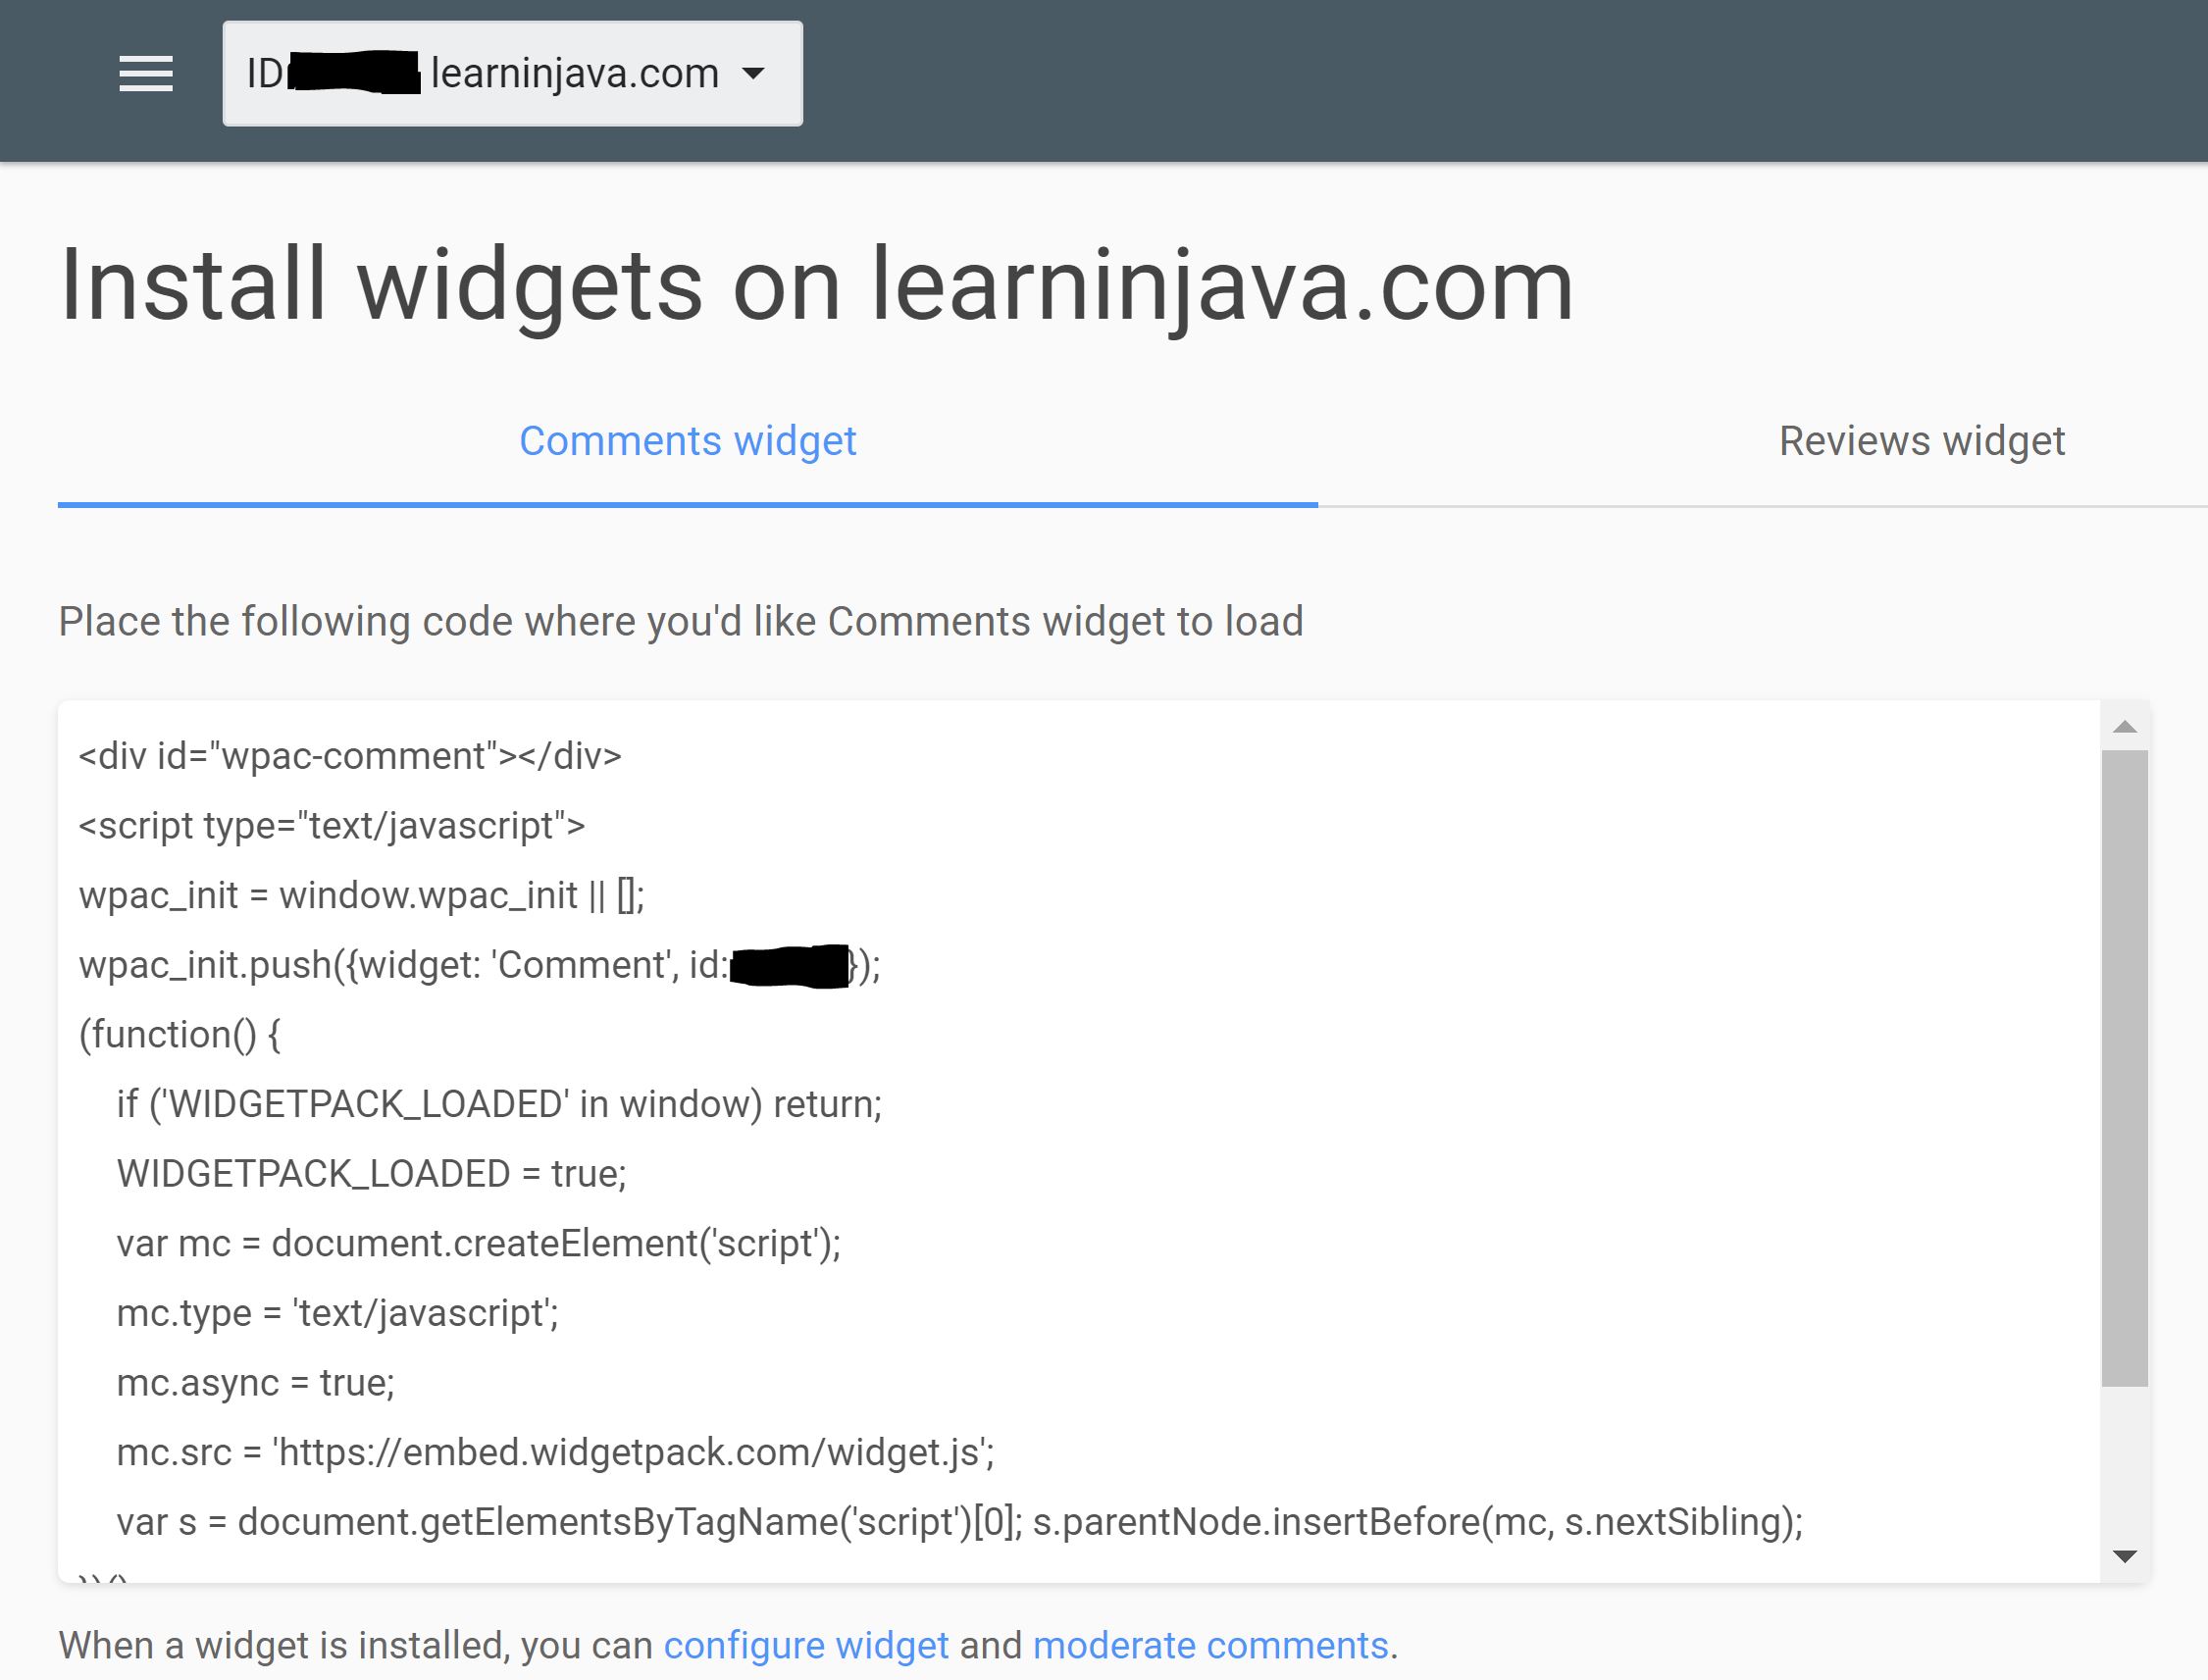 ID learninjava.com
Install widgets on learninjava.com
Comments widget
Reviews widget
Place the following code where you'd like Comments widget to load
<div id="wpac-comment"></div>
<script type="text/javascript">
wpac_init = window.wpac_init || [];
wpac_init.push({widget: 'Comment', id: });
(function() {
if ('WIDGETPACK_LOADED' in window) return;
WIDGETPACK_LOADED = true;
var mc = document.createElement('script');
mc.type = 'text/javascript';
mc.async = true;
mc.src = 'https://embed.widgetpack.com/widget.js';
var s = document.getElementsByTagName('script')[0]; s.parentNode.insertBefore(mc, s.nextSibling);
When a widget is installed, you can configure widget and moderate comments.